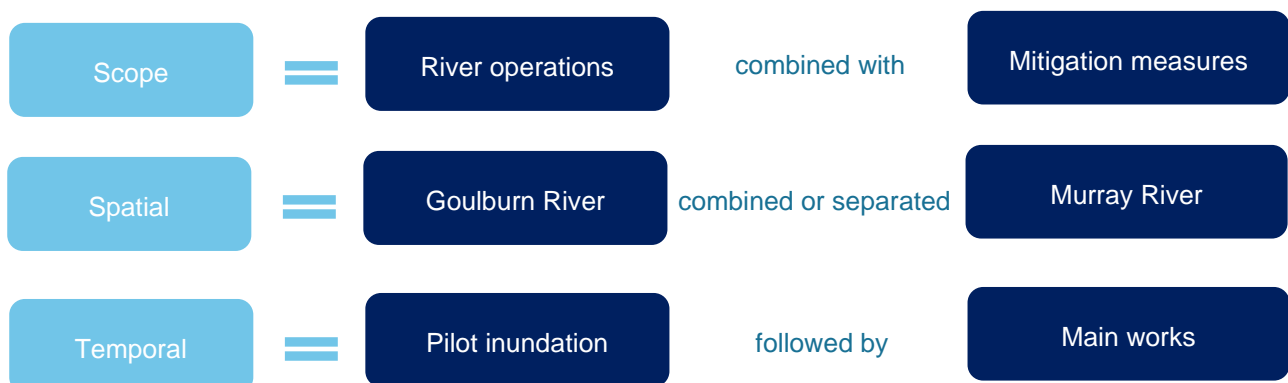 Scope = River operations combined with Mitigation measures
Spatial = Goulburn River combined or separated Murray River
Temporal = Pilot inundation followed by Main works